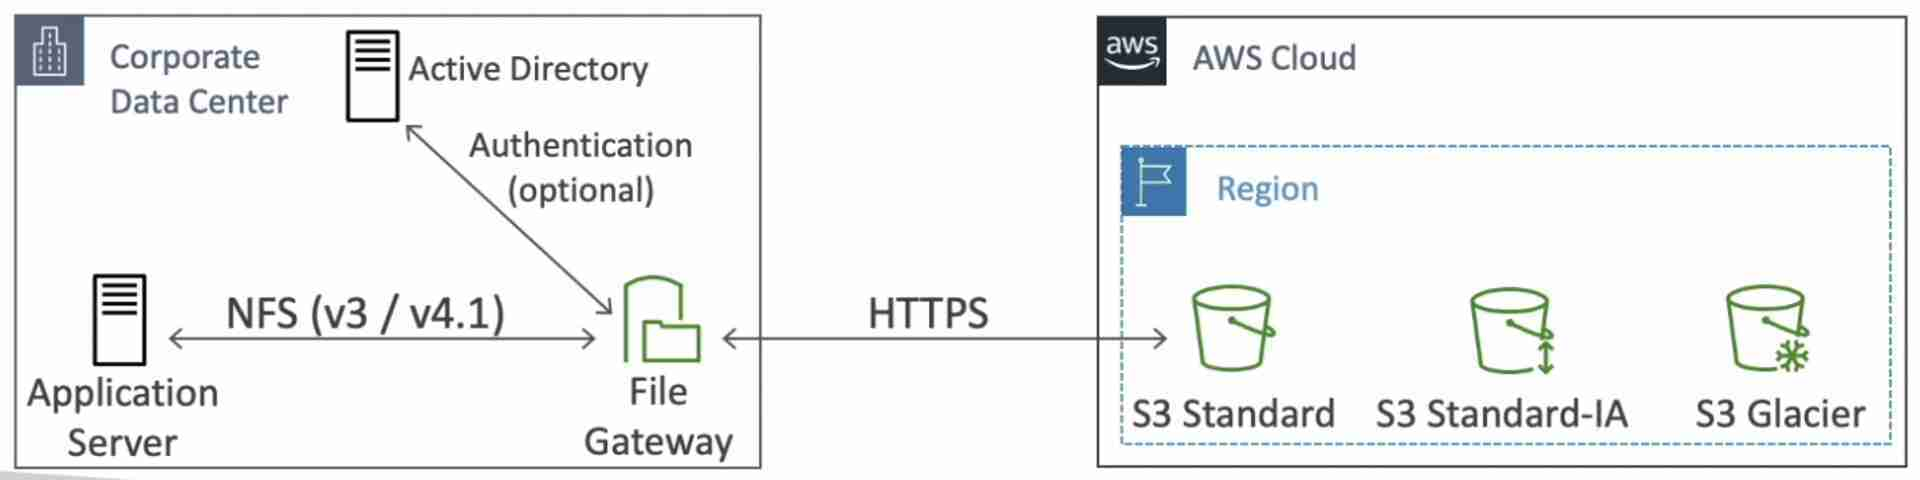 Corporate
Data Center
Active Directory
Authentication
(optional)
NFS (v3 / v4.1)
Application
Server
File
Gateway
HTTPS
aws
AWS Cloud
Region
S3 Standard
S3 Standard-IA
S3 Glacier